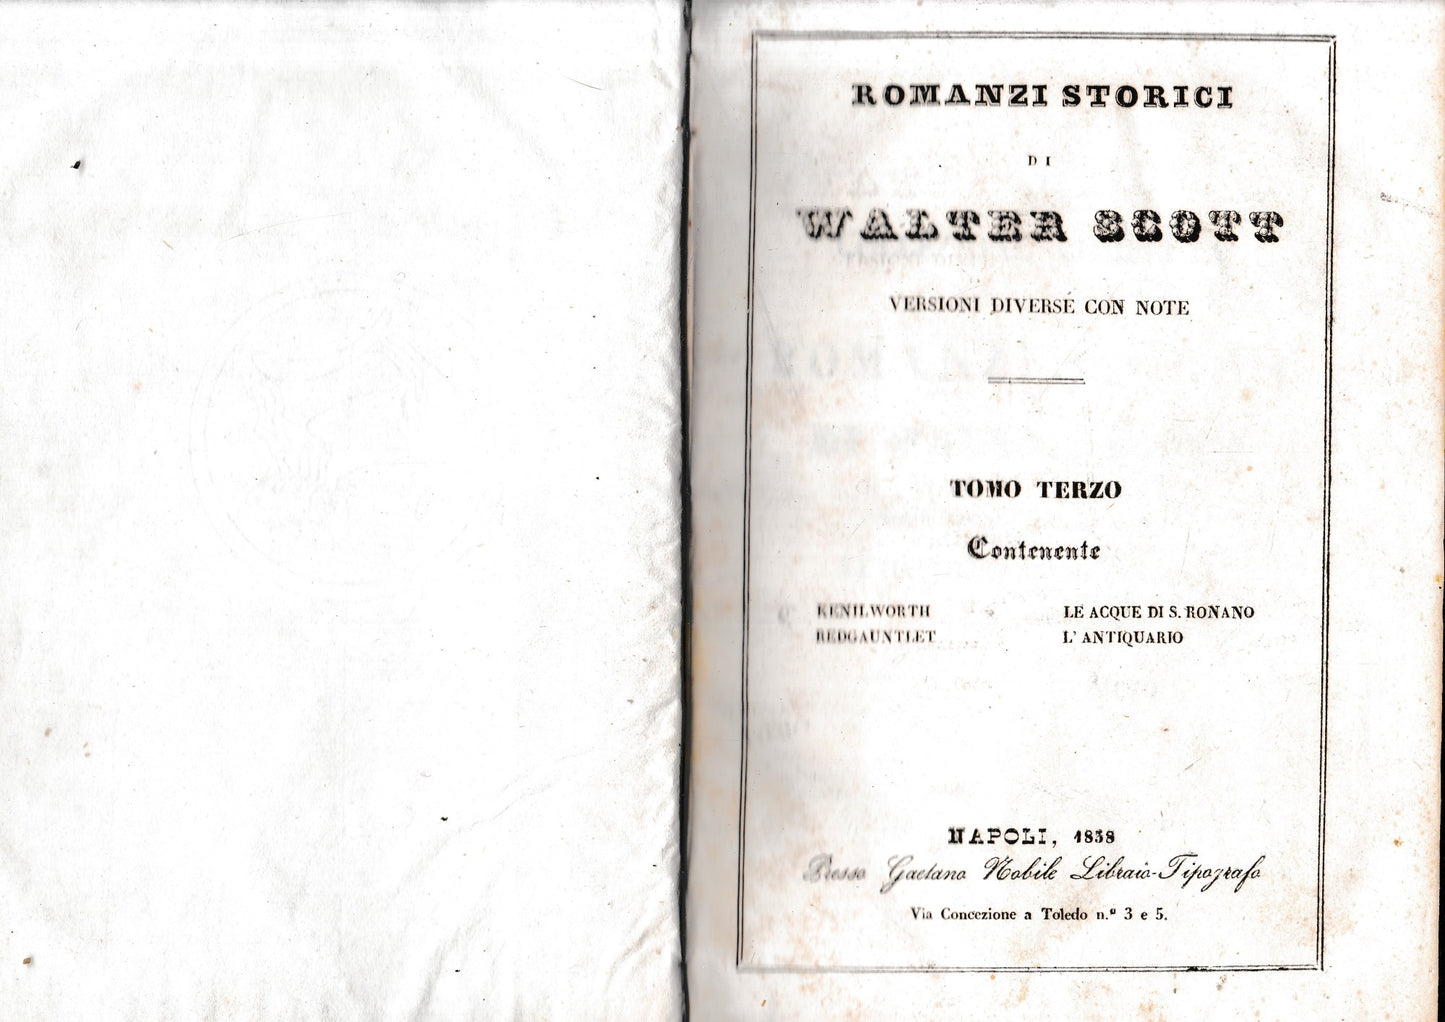 ROMANZI STORICI
DI
WALTER SCOTT
VERSIONI DIVERSE CON NOTE
TOMO TERZO
Contenente
KENILWORTH
REDGAUNTLET
LE ACQUE DI S. RONANO
L' ANTIQUARIO
NAPOLI, 1838
Presso Gaetano Nobile Libraio-Tipografo
Via Concezione a Toledo n.º 3 e 5.